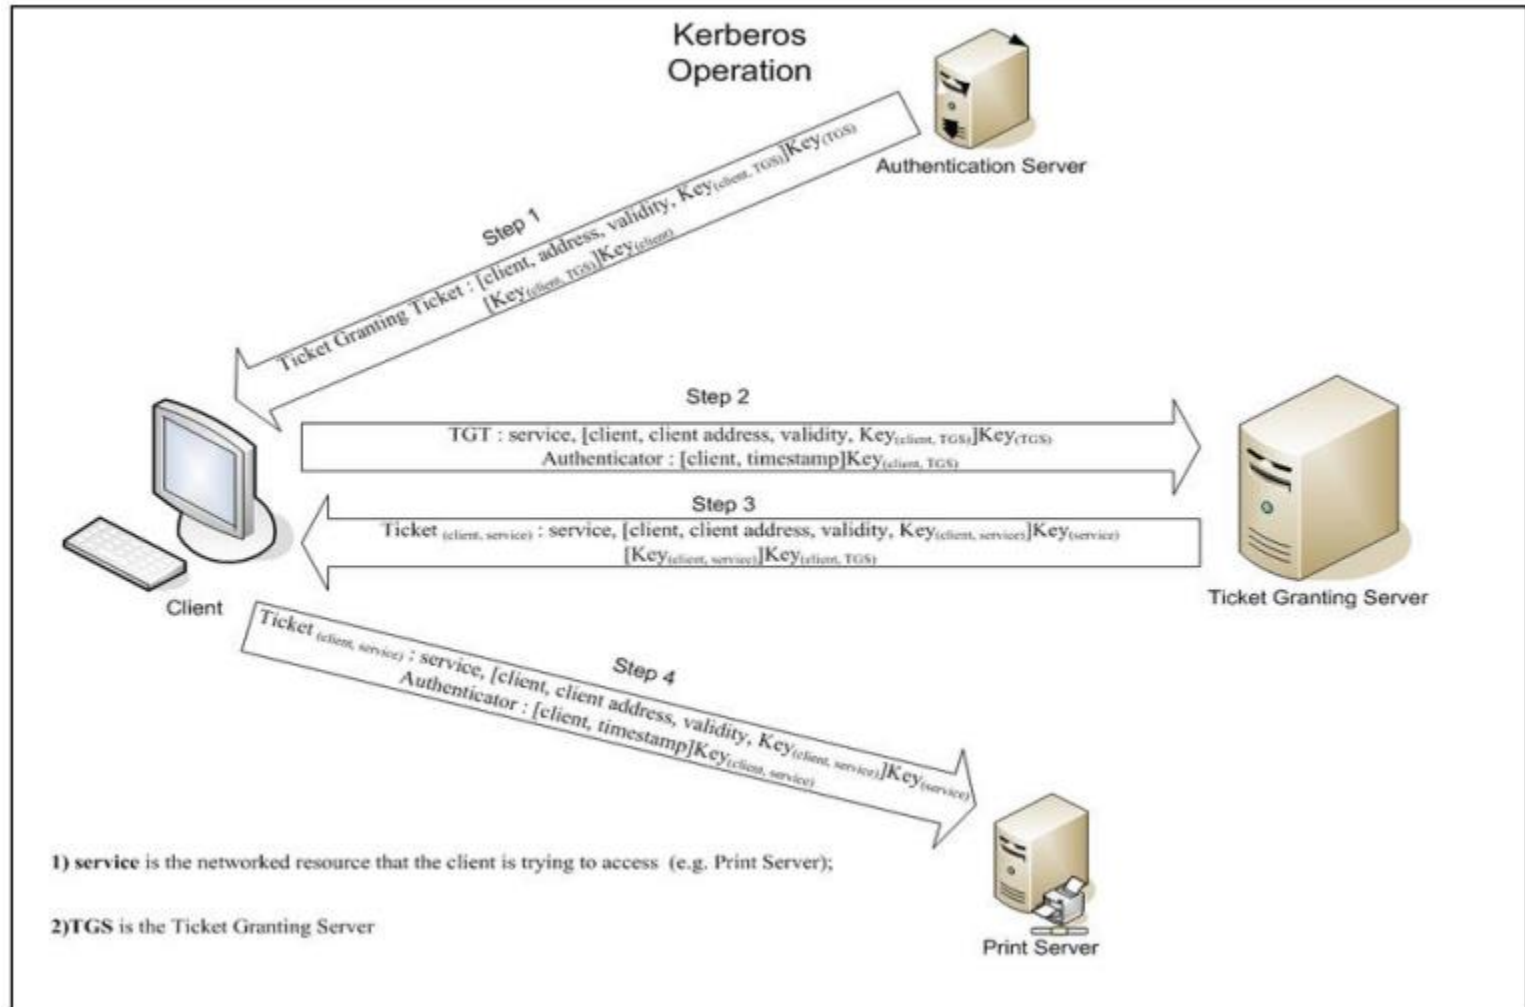 Kerberos
Operation
Authentication Server
Step 1
Ticket Granting Ticket : [client, address, validity, Key(client, TGS)]Key(TGS)
[Key(client, TGS)]Key(client)
Step 2
TGT : service, [client, client address, validity, Key(client, TGS)]Key(TGS)
Authenticator : [client, timestamp]Key(client, TGS)
Step 3
Ticket (client, service) : service, [client, client address, validity, Key(client, service)]Key(service)
[Key(client, service)]Key(client, TGS)
Client
Ticket Granting Server
Step 4
Ticket (client, service) : service, [client, client address, validity, Key(client, service)]Key(service)
Authenticator : [client, timestamp]Key(client, service)
Print Server
1) service is the networked resource that the client is trying to access (e.g. Print Server);
2)TGS is the Ticket Granting Server